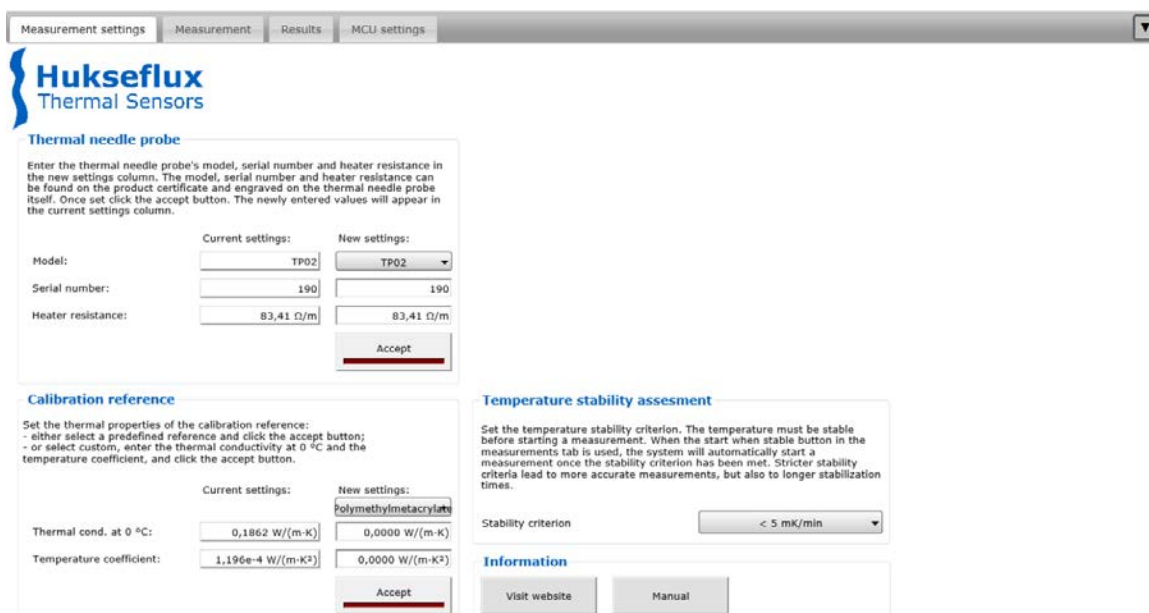 Measurement settings Measurement Results MCU settings
Hukseflux
Thermal Sensors
Thermal needle probe
Enter the thermal needle probe's model, serial number and heater resistance in
the new settings column. The model, serial number and heater resistance can
be found on the product certificate and engraved on the thermal needle probe
itself. Once set click the accept button. The newly entered values will appear in
the current settings column.
Current settings: New settings:
Model: TP02 TP02
Serial number: 190 190
Heater resistance: 83,41 Ω/m 83,41 Ω/m
Accept
Calibration reference
Set the thermal properties of the calibration reference:
- either select a predefined reference and click the accept button;
- or select custom, enter the thermal conductivity at 0 ºC and the
temperature coefficient, and click the accept button.
Current settings: New settings:
Polymethylmetacrylate
Thermal cond. at 0 ºC: 0,1862 W/(m·K) 0,0000 W/(m·K)
Temperature coefficient: 1,196e-4 W/(m·K²) 0,0000 W/(m·K²)
Accept
Temperature stability assesment
Set the temperature stability criterion. The temperature must be stable
before starting a measurement. When the start when stable button in the
measurements tab is used, the system will automatically start a
measurement once the stability criterion has been met. Stricter stability
criteria lead to more accurate measurements, but also to longer stabilization
times.
Stability criterion < 5 mK/min
Information
Visit website Manual